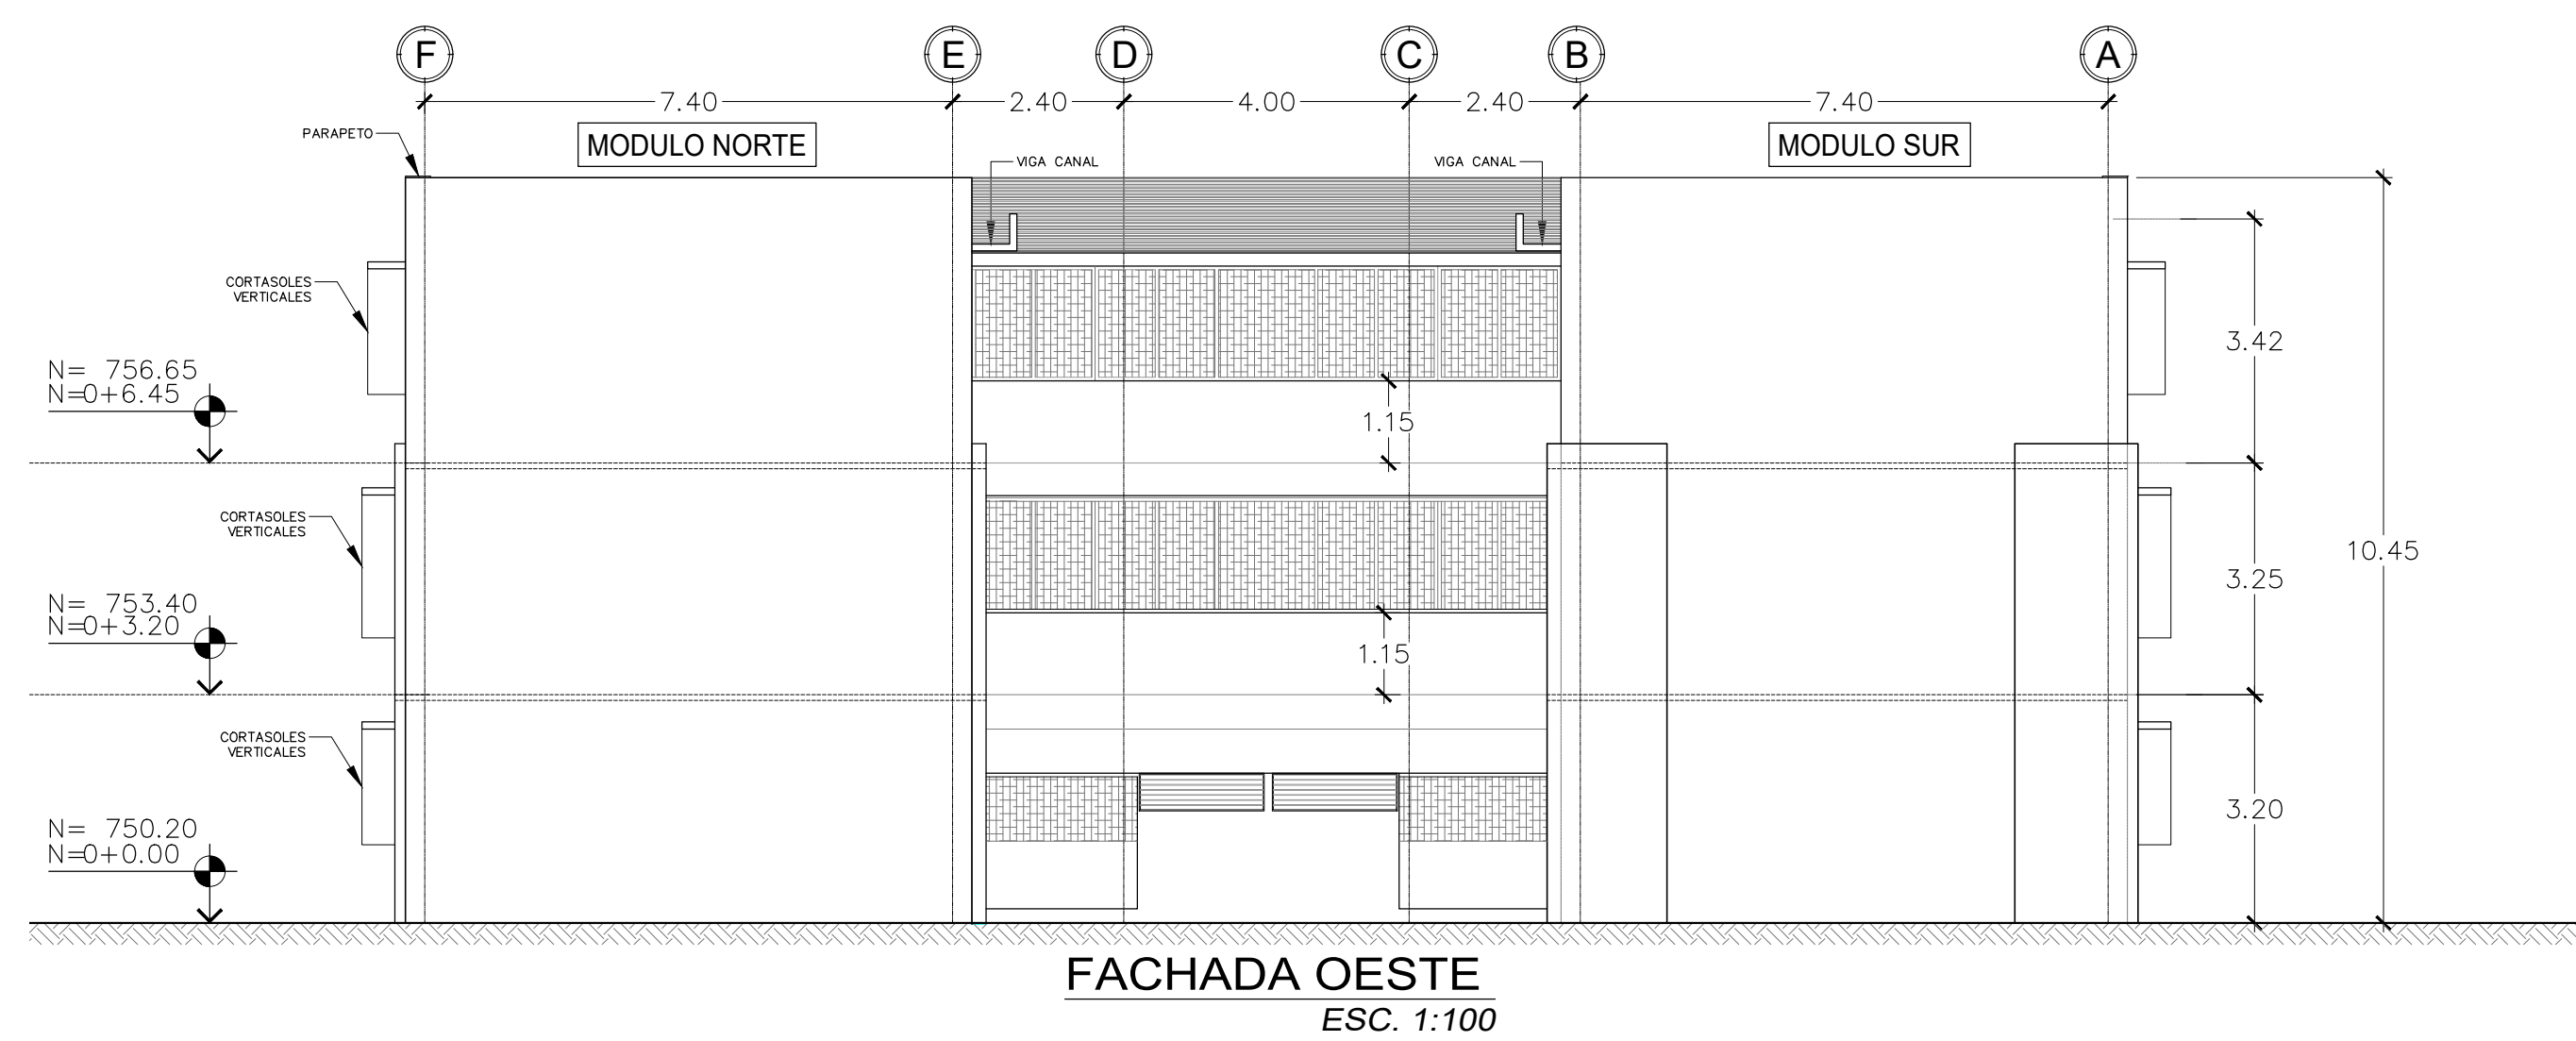 F E D C B A
7.40 2.40 4.00 2.40 7.40
PARAPETO
MODULO NORTE
MODULO SUR
VIGA CANAL
VIGA CANAL
CORTASOLES
VERTICALES
3.42
N= 756.65
N=0+6.45
1.15
CORTASOLES
VERTICALES
10.45
3.25
N= 753.40
N=0+3.20
1.15
CORTASOLES
VERTICALES
3.20
N= 750.20
N=0+0.00
FACHADA OESTE
ESC. 1:100